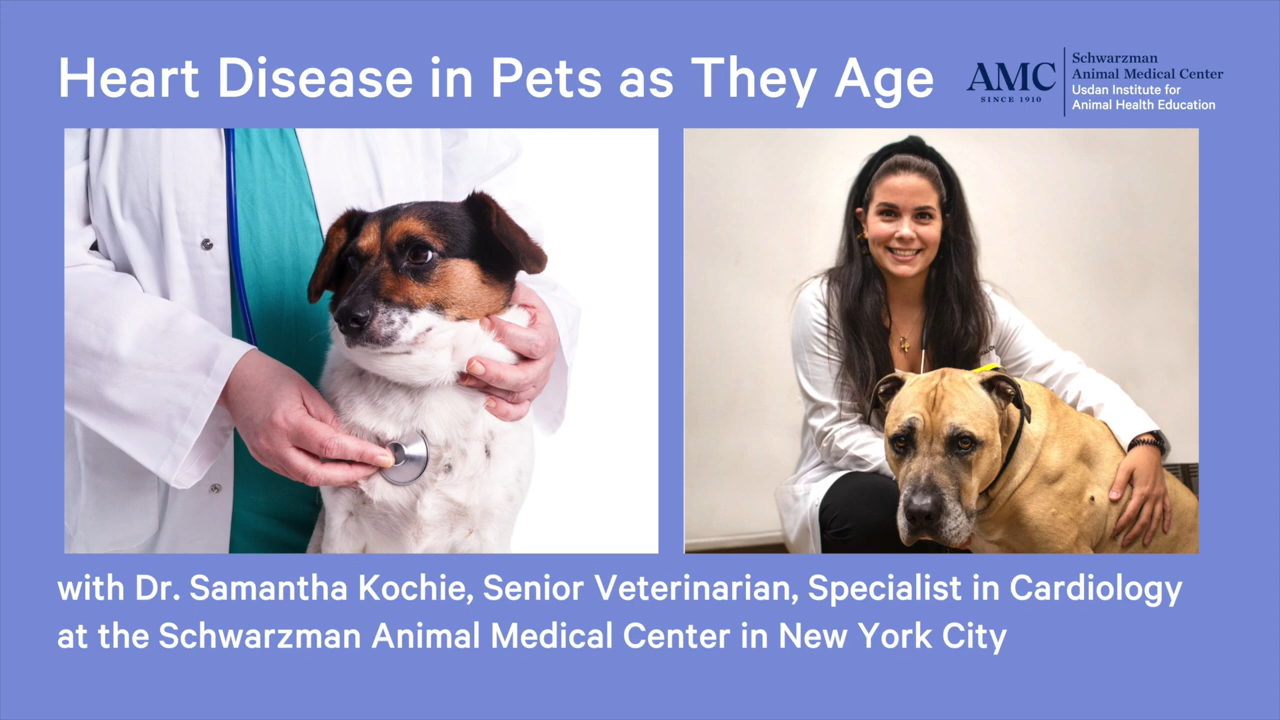 Heart Disease in Pets as They Age
AMC
SINCE 1910
Schwarzman
Animal Medical Center
Usdan Institute for
Animal Health Education
with Dr. Samantha Kochie, Senior Veterinarian, Specialist in Cardiology
at the Schwarzman Animal Medical Center in New York City